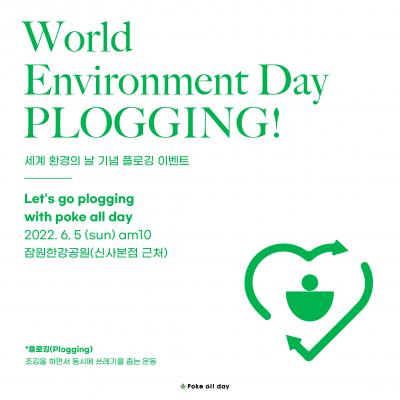 World
Environment Day
PLOGGING!
세계 환경의 날 기념 플로깅 이벤트
Let's go plogging
with poke all day
2022. 6. 5 (sun) am10
잠원한강공원(신사본점 근처)
*플로깅(Plogging)
조깅을 하면서 동시에 쓰레기를 줍는 운동
Poke all day